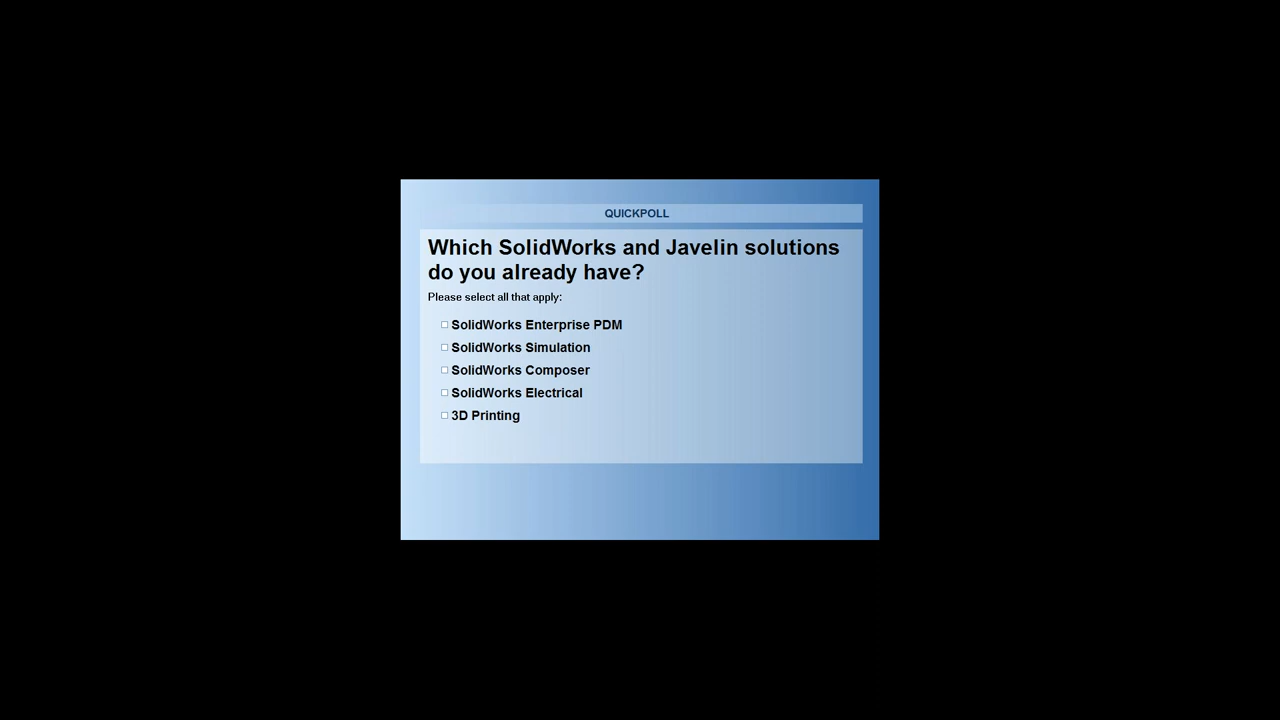 QUICKPOLL
Which SolidWorks and Javelin solutions
do you already have?
Please select all that apply:
SolidWorks Enterprise PDM
SolidWorks Simulation
SolidWorks Composer
SolidWorks Electrical
3D Printing